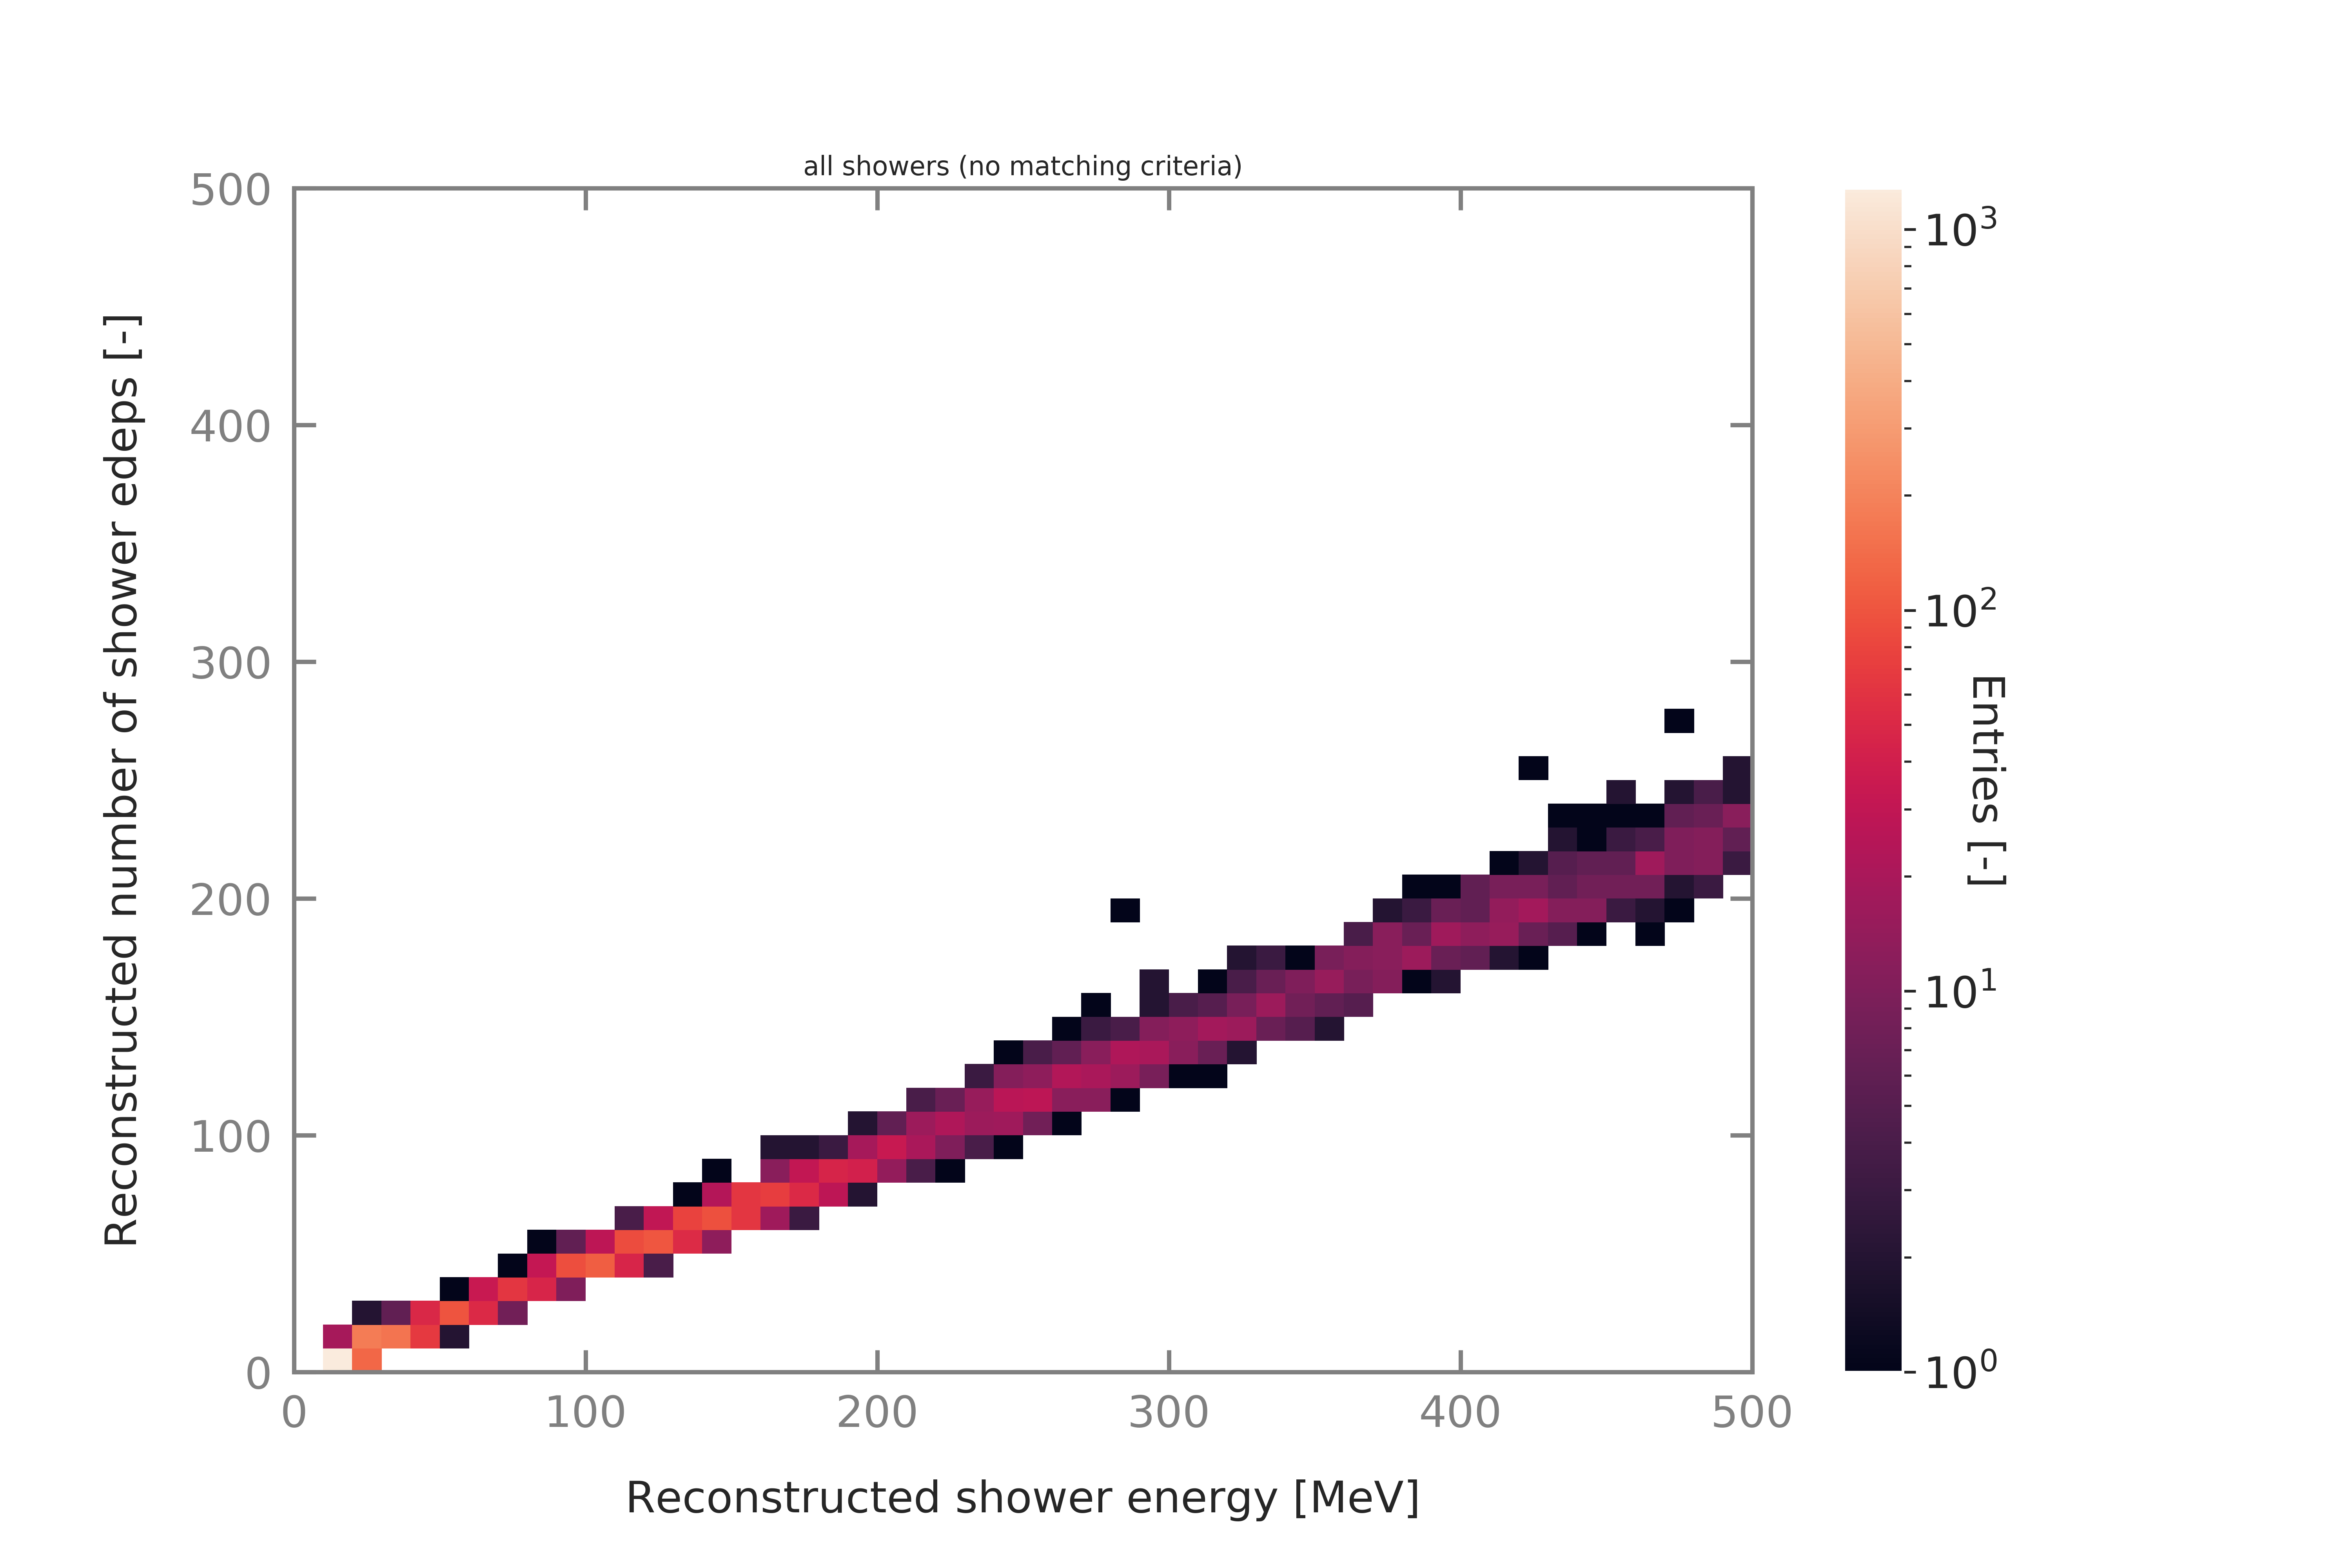 all showers (no matching criteria)
500
400
300
200
100
0
Reconstructed number of shower edeps [-]
0 100 200 300 400 500
Reconstructed shower energy [MeV]
10³
10²
10¹
10⁰
Entries [-]